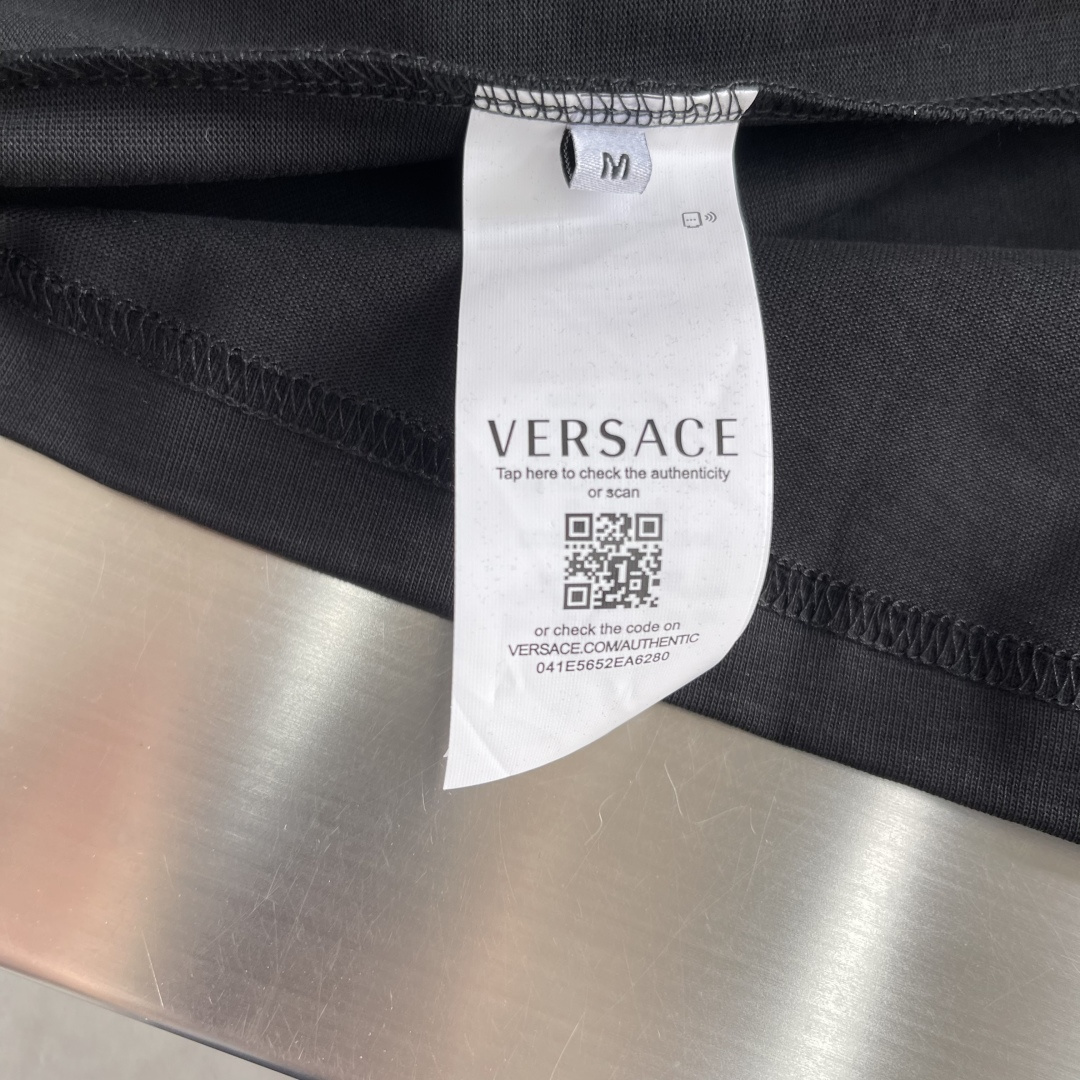 M
VERSACE
Tap here to check the authenticity
or scan
or check the code on
VERSACE.COM/AUTHENTIC
041E5652EA6280